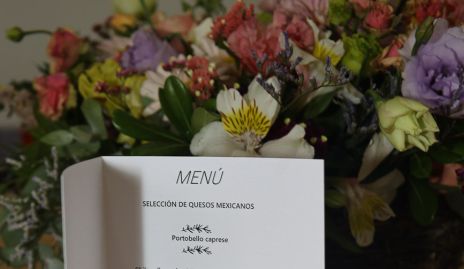 MENÚ
SELECCIÓN DE QUESOS MEXICANOS
Portobello caprese